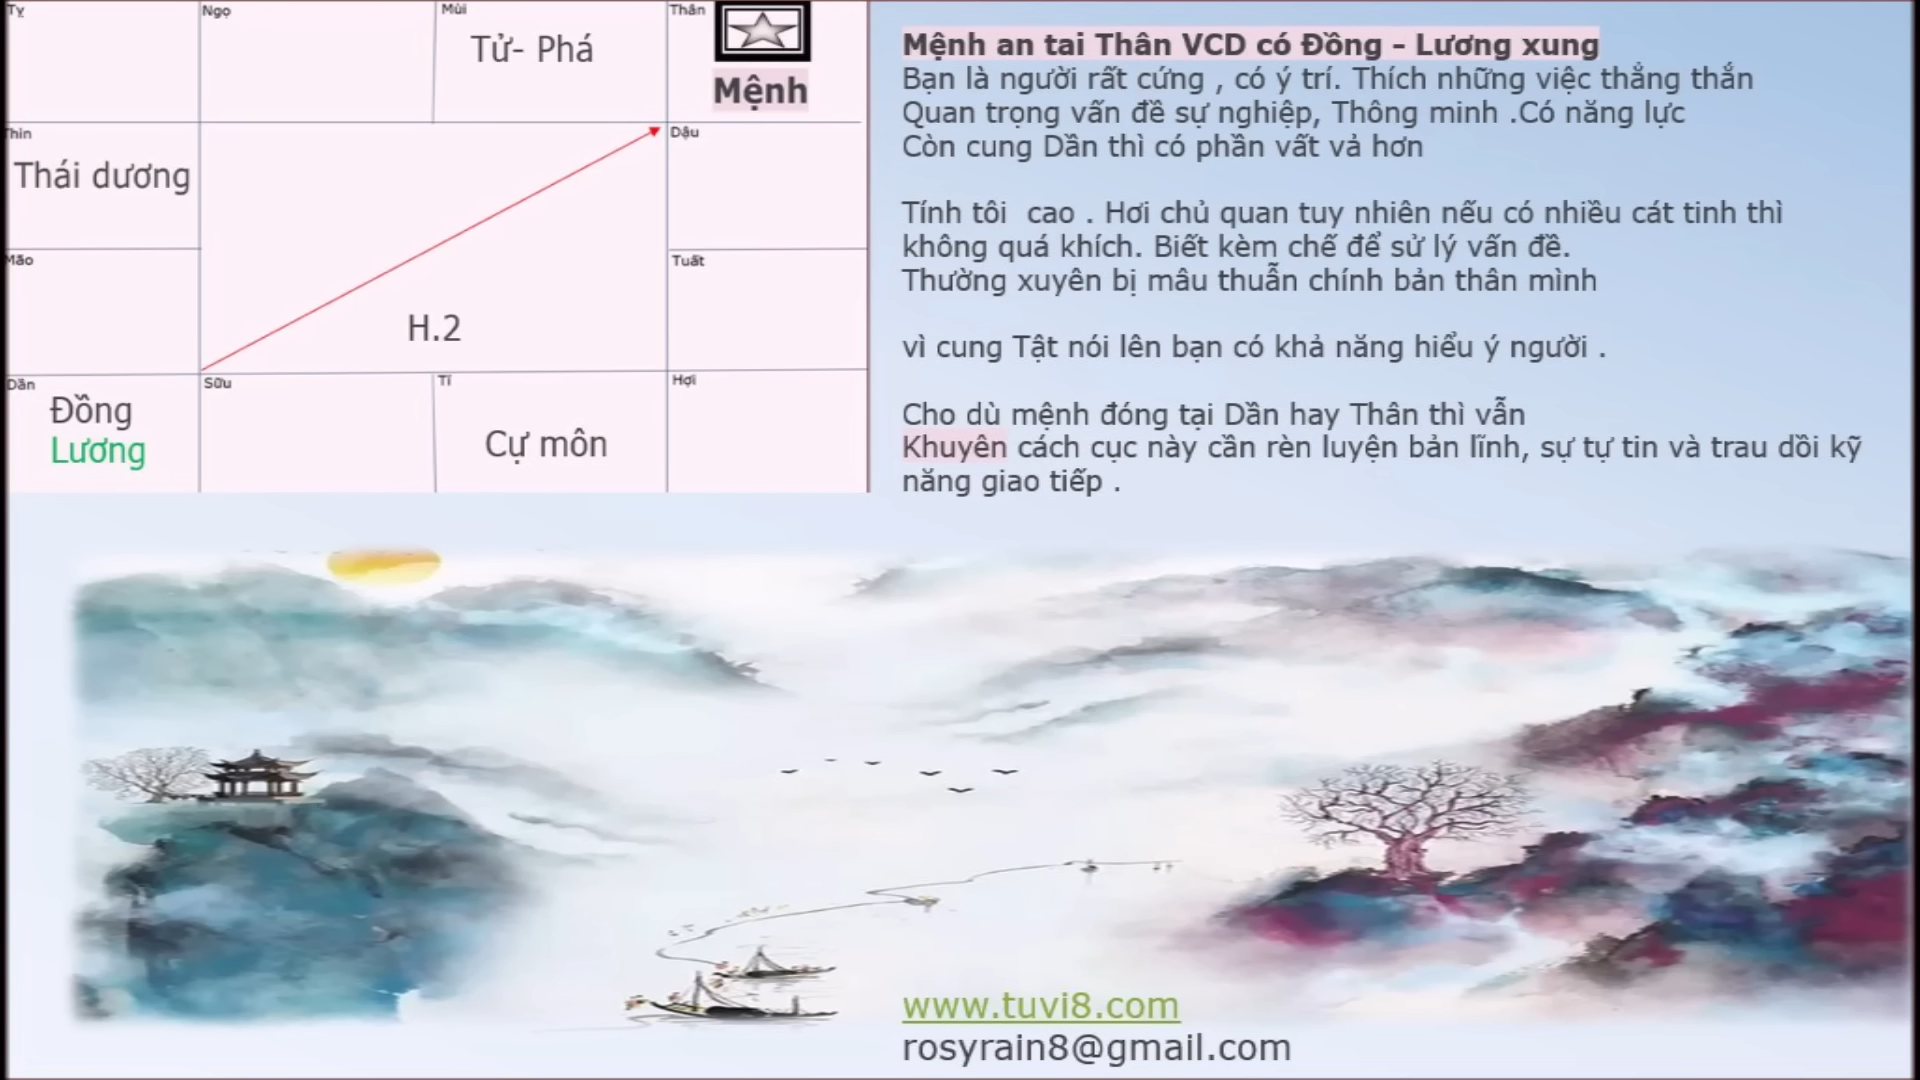 Tỵ
Ngọ
Mùi
Thân
Tử- Phá
Mệnh
Thìn
Dậu
Thái dương
Mão
Tuất
H.2
Dần
Sữu
Tí
Hợi
Đồng
Lương
Cự môn
Mệnh an tai Thân VCD có Đồng – Lương xung
Bạn là người rất cứng , có ý trí. Thích những việc thẳng thắn
Quan trọng vấn đề sự nghiệp, Thông minh .Có năng lực
Còn cung Dần thì có phần vất vả hơn
Tính tôi  cao . Hơi chủ quan tuy nhiên nếu có nhiều cát tinh thì
không quá khích. Biết kèm chế để sử lý vấn đề.
Thường xuyên bị mâu thuẫn chính bản thân mình
vì cung Tật nói lên bạn có khả năng hiểu ý người .
Cho dù mệnh đóng tại Dần hay Thân thì vẫn
Khuyên cách cục này cần rèn luyện bản lĩnh, sự tự tin và trau dồi kỹ
năng giao tiếp .
www.tuvi8.com
rosyrain8@gmail.com